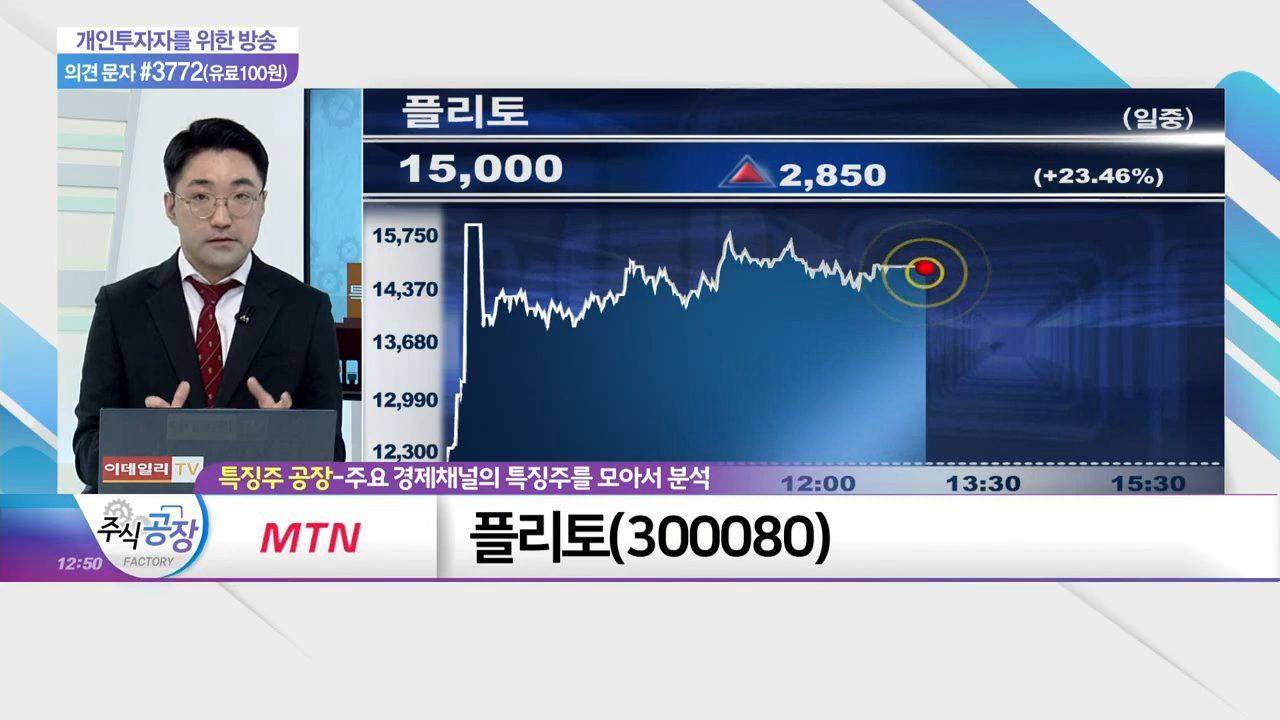 개인투자자를 위한 방송
의견 문자 #3772(유료100원)
플리토
(일중)
15,000
2,850
(+23.46%)
15,750
14,370
13,680
12,990
12,300
12:00
13:30
15:30
이데일리 TV
특징주 공장-주요 경제채널의 특징주를 모아서 분석
주식공장
FACTORY
12:50
MTN
플리토(300080)